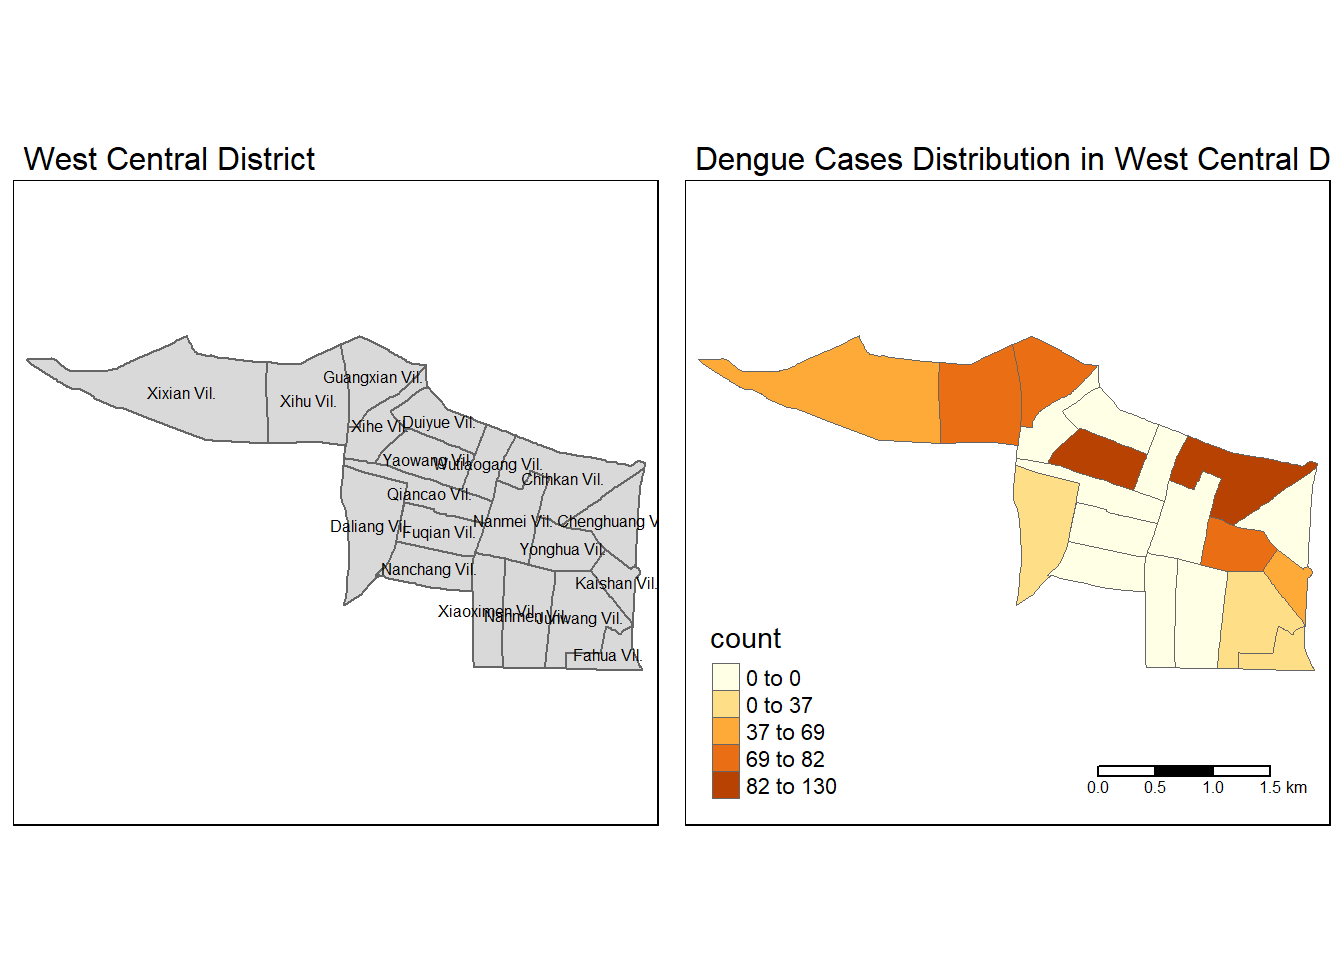 West Central District
Guangxian Vil.
Xixian Vil.
Xihu Vil.
Duiyue Vil.
Xihe Vil.
Yaowang Vil.
Wutiaogang Vil.
Chihkan Vil.
Qiancao Vil.
Daliang Vil.
Nanmei Vil.
Chenghuang V
Fuqian Vil.
Yonghua Vil.
Nanchang Vil.
Kaishan Vil.
Xiaoximen Vil.
Nanmen Vil.
Junwang Vil.
Fahua Vil.
Dengue Cases Distribution in West Central D
count
0 to 0
0 to 37
37 to 69
69 to 82
82 to 130
0.0 0.5 1.0 1.5 km